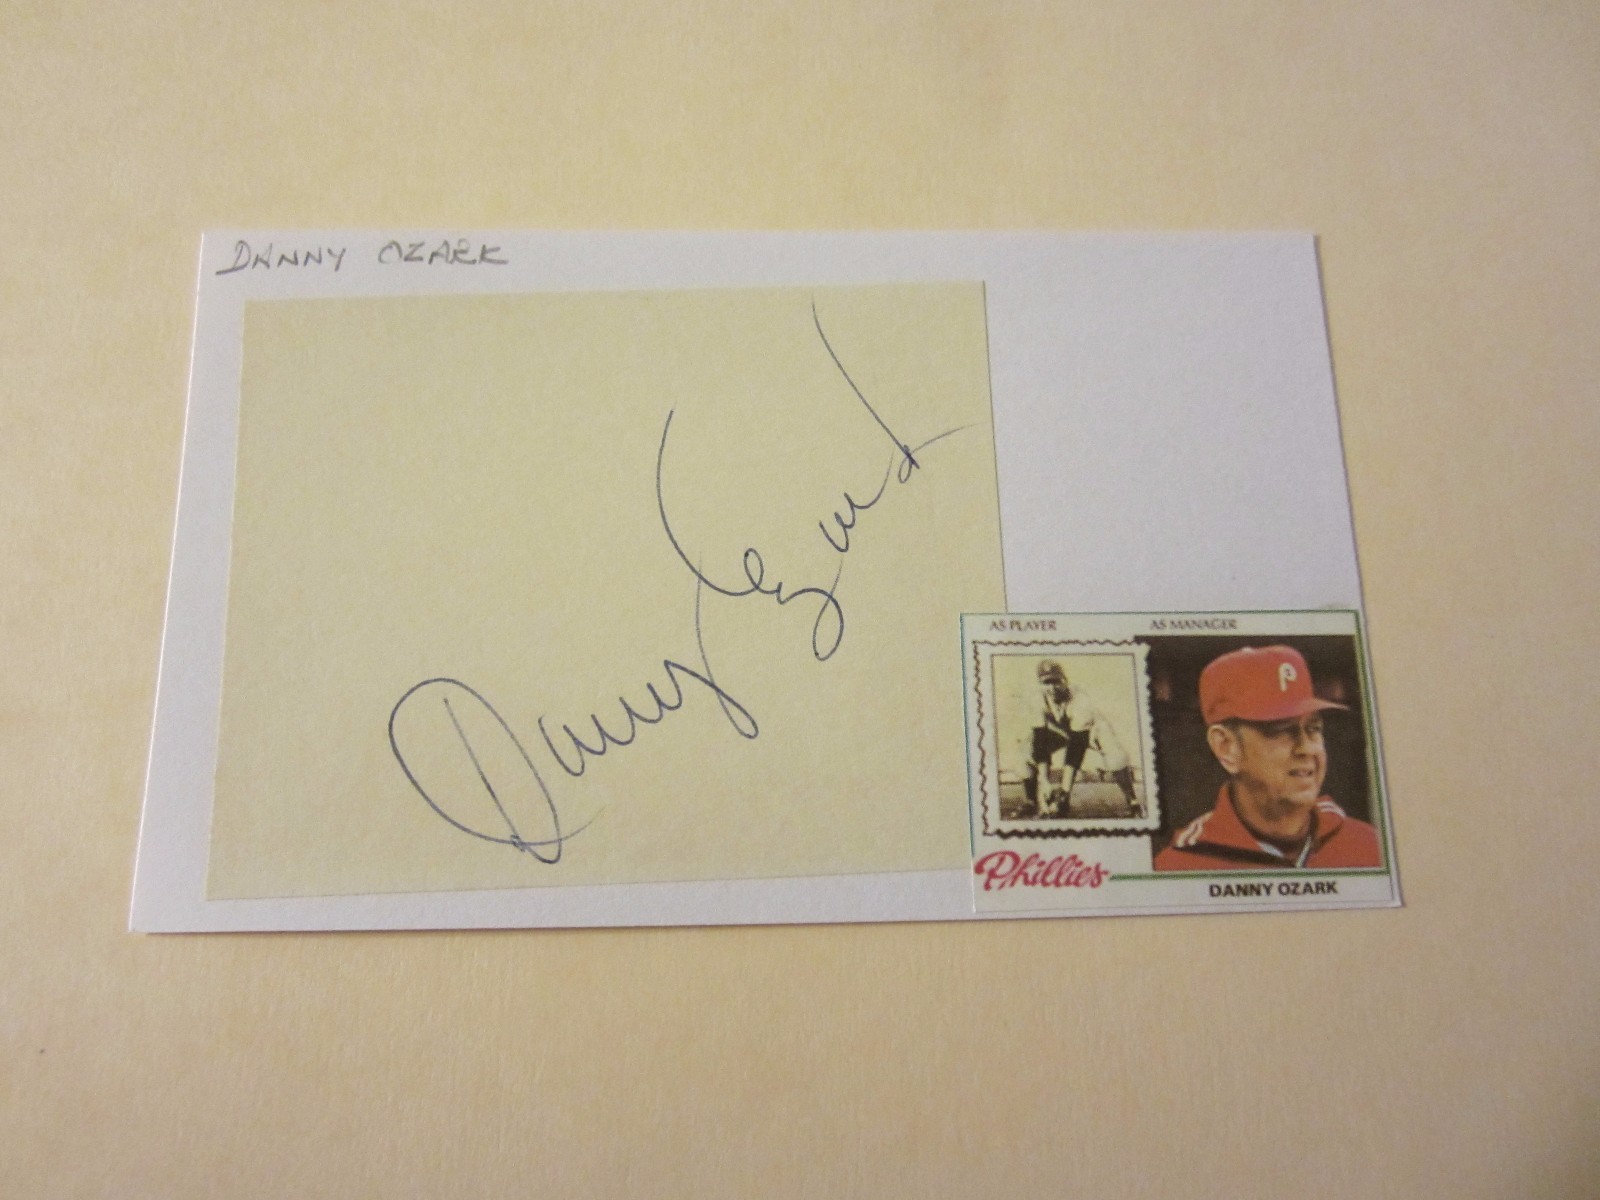 DANNY OZARK
Danny Ozark
AS PLAYER AS MANAGER
P
Phillies
DANNY OZARK